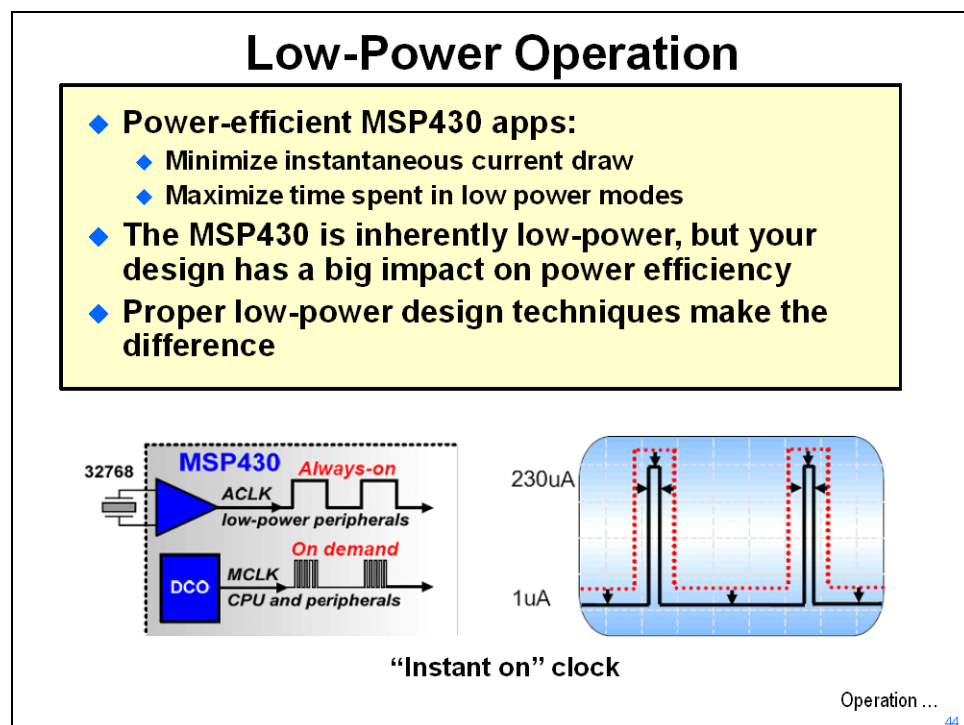 Low-Power Operation
Power-efficient MSP430 apps:
Minimize instantaneous current draw
Maximize time spent in low power modes
The MSP430 is inherently low-power, but your
design has a big impact on power efficiency
Proper low-power design techniques make the
difference
32768
MSP430
Always-on
ACLK
low-power peripherals
On demand
DCO
MCLK
CPU and peripherals
230uA
1uA
“Instant on” clock
Operation ...
44